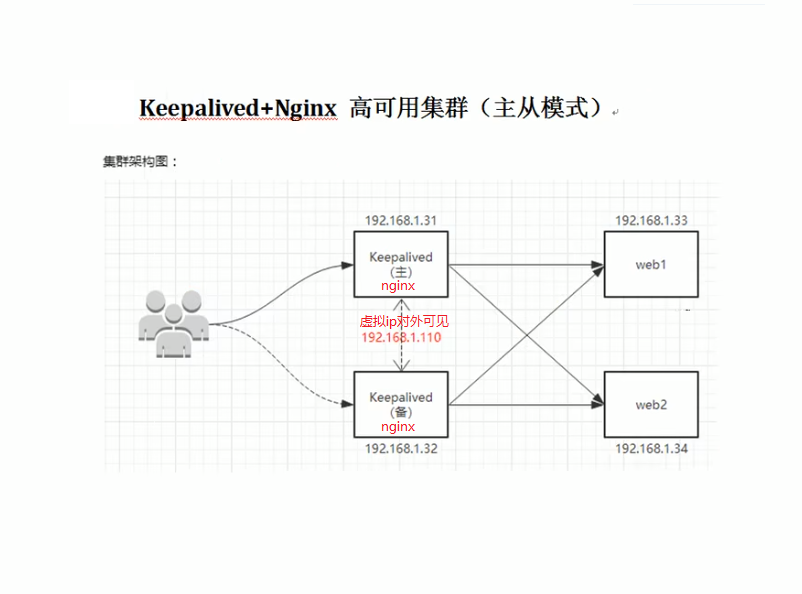 Keepalived+Nginx 高可用集群（主从模式）
集群架构图：
192.168.1.31
Keepalived
（主）
nginx
192.168.1.33
web1
虚拟ip对外可见
192.168.1.110
Keepalived
（备）
nginx
192.168.1.32
web2
192.168.1.34